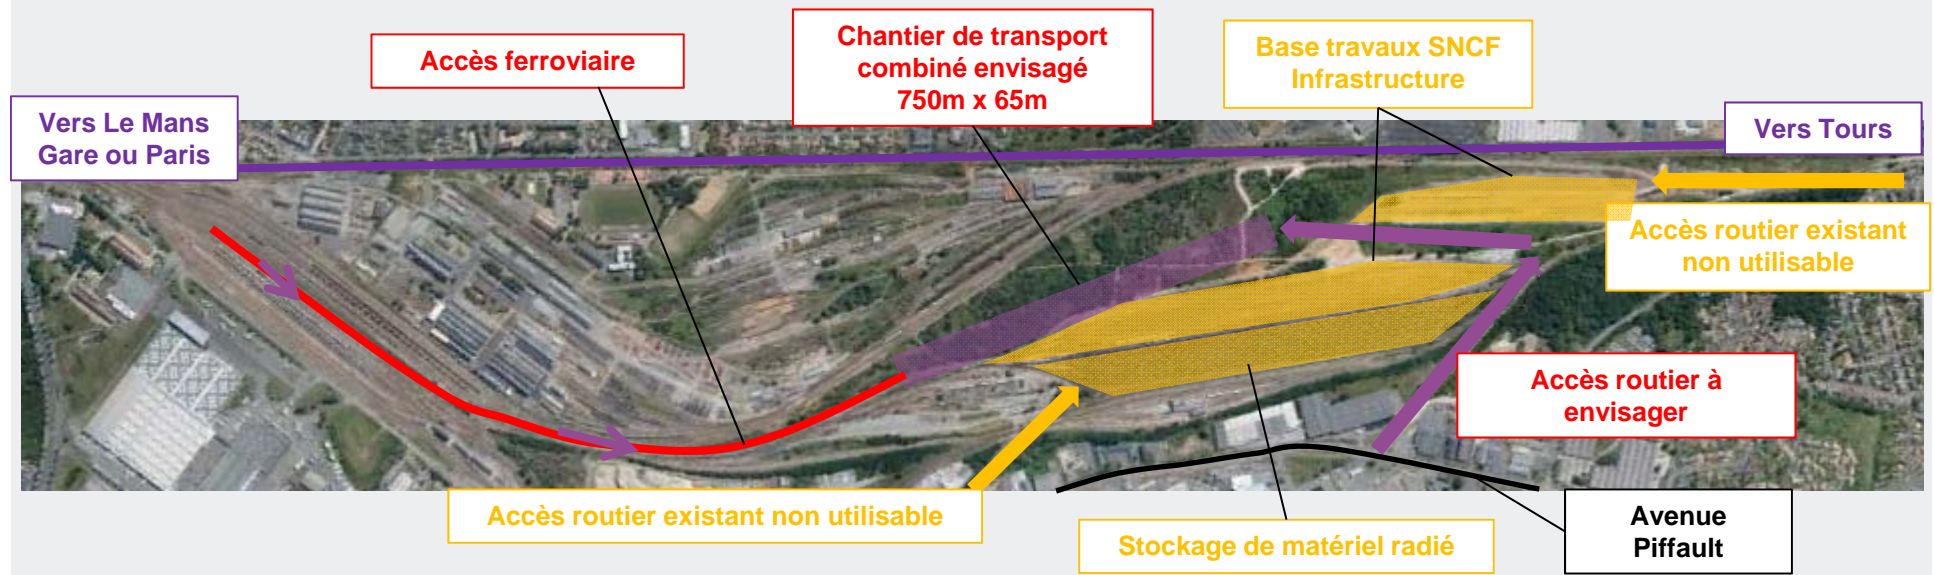 Accès ferroviaire
Chantier de transport
combiné envisagé
750m x 65m
Base travaux SNCF
Infrastructure
Vers Le Mans
Gare ou Paris
Vers Tours
Accès routier existant
non utilisable
Accès routier à
envisager
Accès routier existant non utilisable
Stockage de matériel radié
Avenue
Piffault